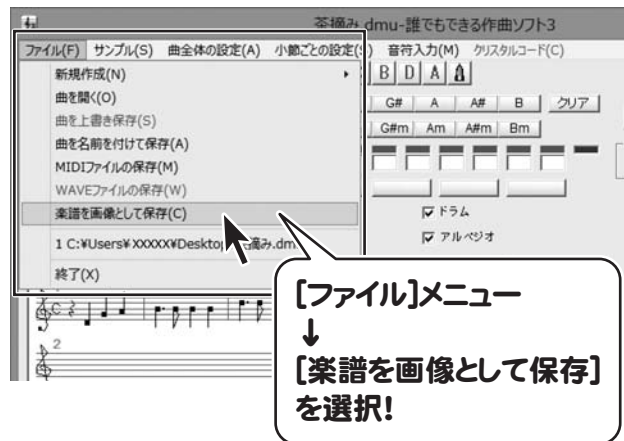 茶摘み.dmu-誰でもできる作曲ソフト3
ファイル(F) サンプル(S) 曲全体の設定(A) 小節ごとの設定(S) 音符入力(M) クリスタルコード(C)
新規作成(N)
B D A A
曲を開く(O)
G# A A# B クリア
曲を上書き保存(S)
G#m Am A#m Bm
曲を名前を付けて保存(A)
MIDIファイルの保存(M)
WAVEファイルの保存(W)
楽譜を画像として保存(C)
ドラム
1 C:¥Users¥XXXXX¥Desktop 摘み.dm
アルペジオ
終了(X)
[ファイル]メニュー
↓
[楽譜を画像として保存]
を選択!
2